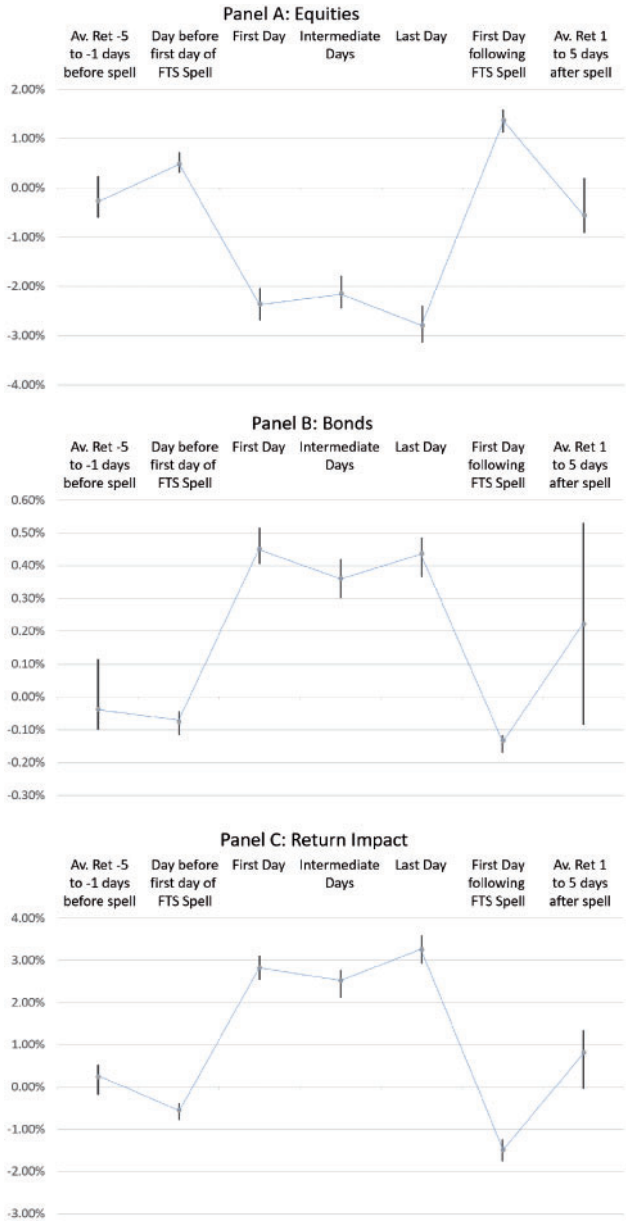 Panel A: Equities
Av. Ret -5 Day before First Day Intermediate Last Day First Day Av. Ret 1
to -1 days first day of Days following to 5 days
before spell FTS Spell FTS Spell after spell
2.00%
1.00%
0.00%
-1.00%
-2.00%
-3.00%
-4.00%
Panel B: Bonds
Av. Ret -5 Day before First Day Intermediate Last Day First Day Av. Ret 1
to -1 days first day of Days following to 5 days
before spell FTS Spell FTS Spell after spell
0.60%
0.50%
0.40%
0.30%
0.20%
0.10%
0.00%
-0.10%
-0.20%
-0.30%
Panel C: Return Impact
Av. Ret -5 Day before First Day Intermediate Last Day First Day Av. Ret 1
to -1 days first day of Days following to 5 days
before spell FTS Spell FTS Spell after spell
4.00%
3.00%
2.00%
1.00%
0.00%
-1.00%
-2.00%
-3.00%